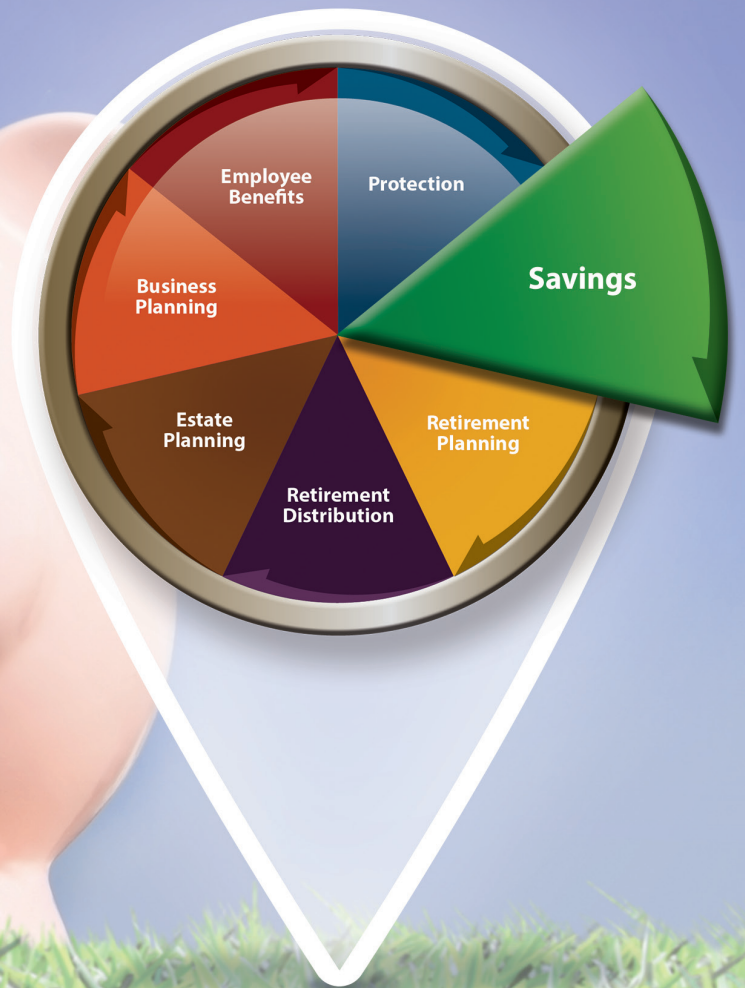 Employee
Benefits
Protection
Savings
Business
Planning
Estate
Planning
Retirement
Planning
Retirement
Distribution